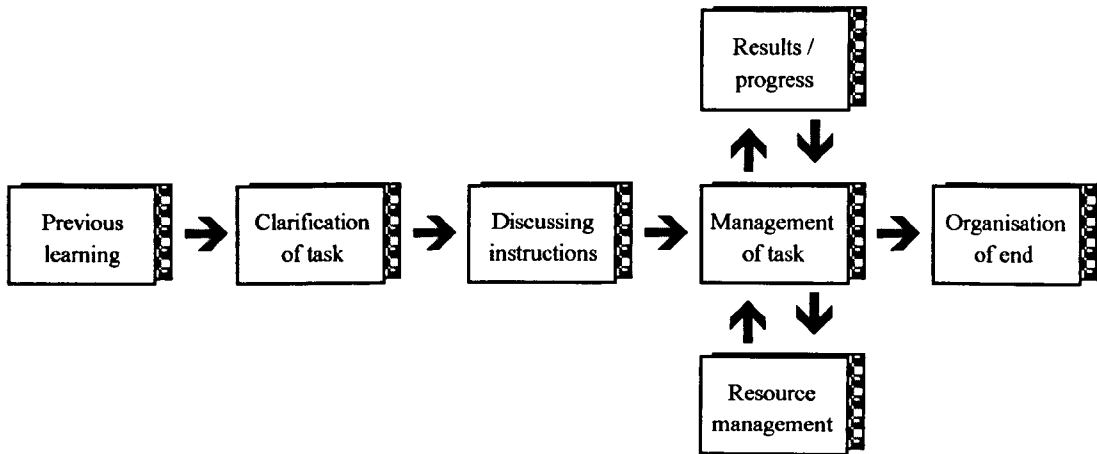 Results /
progress
Previous
learning
Clarification
of task
Discussing
instructions
Management
of task
Organisation
of end
Resource
management